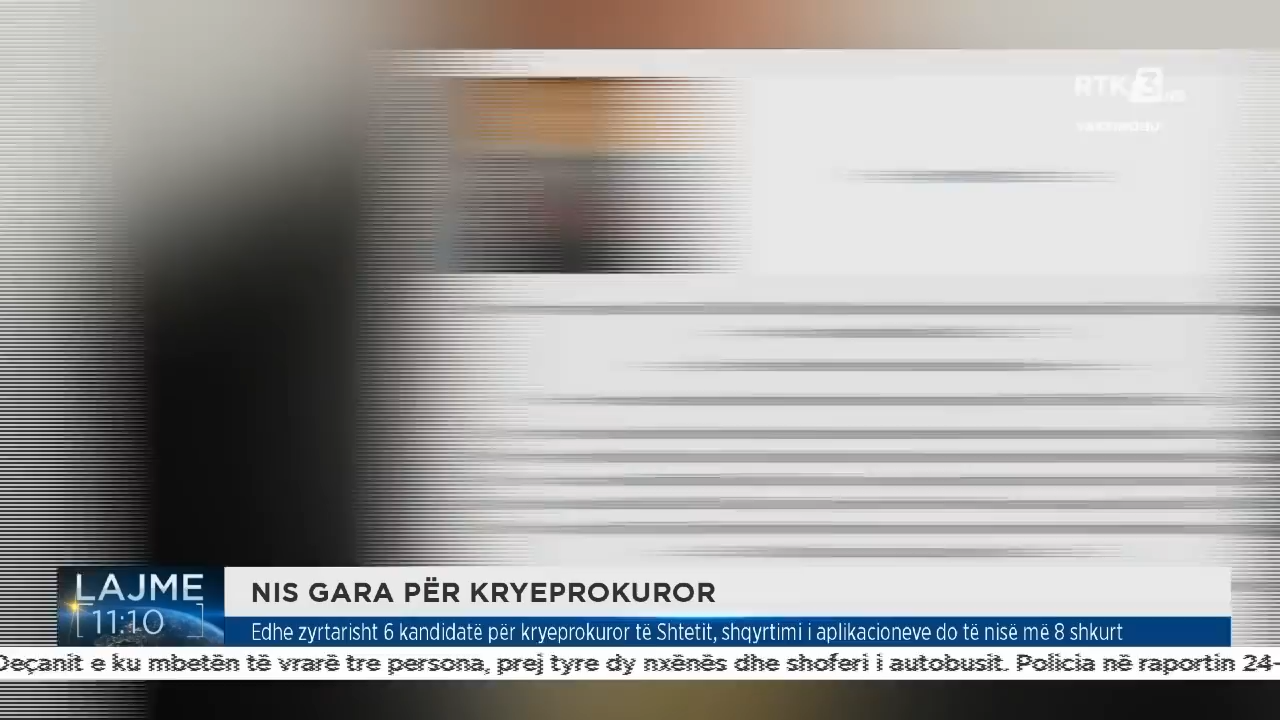 RTK 3
LAJME
11:10
NIS GARA PËR KRYEPROKUROR
Edhe zyrtarisht 6 kandidatë për kryeprokuror të Shtetit, shqyrtimi i aplikacioneve do të nisë më 8 shkurt
Deçanit e ku mbetën të vrarë tre persona, prej tyre dy nxënës dhe shoferi i autobusit. Policia në raportin 24-